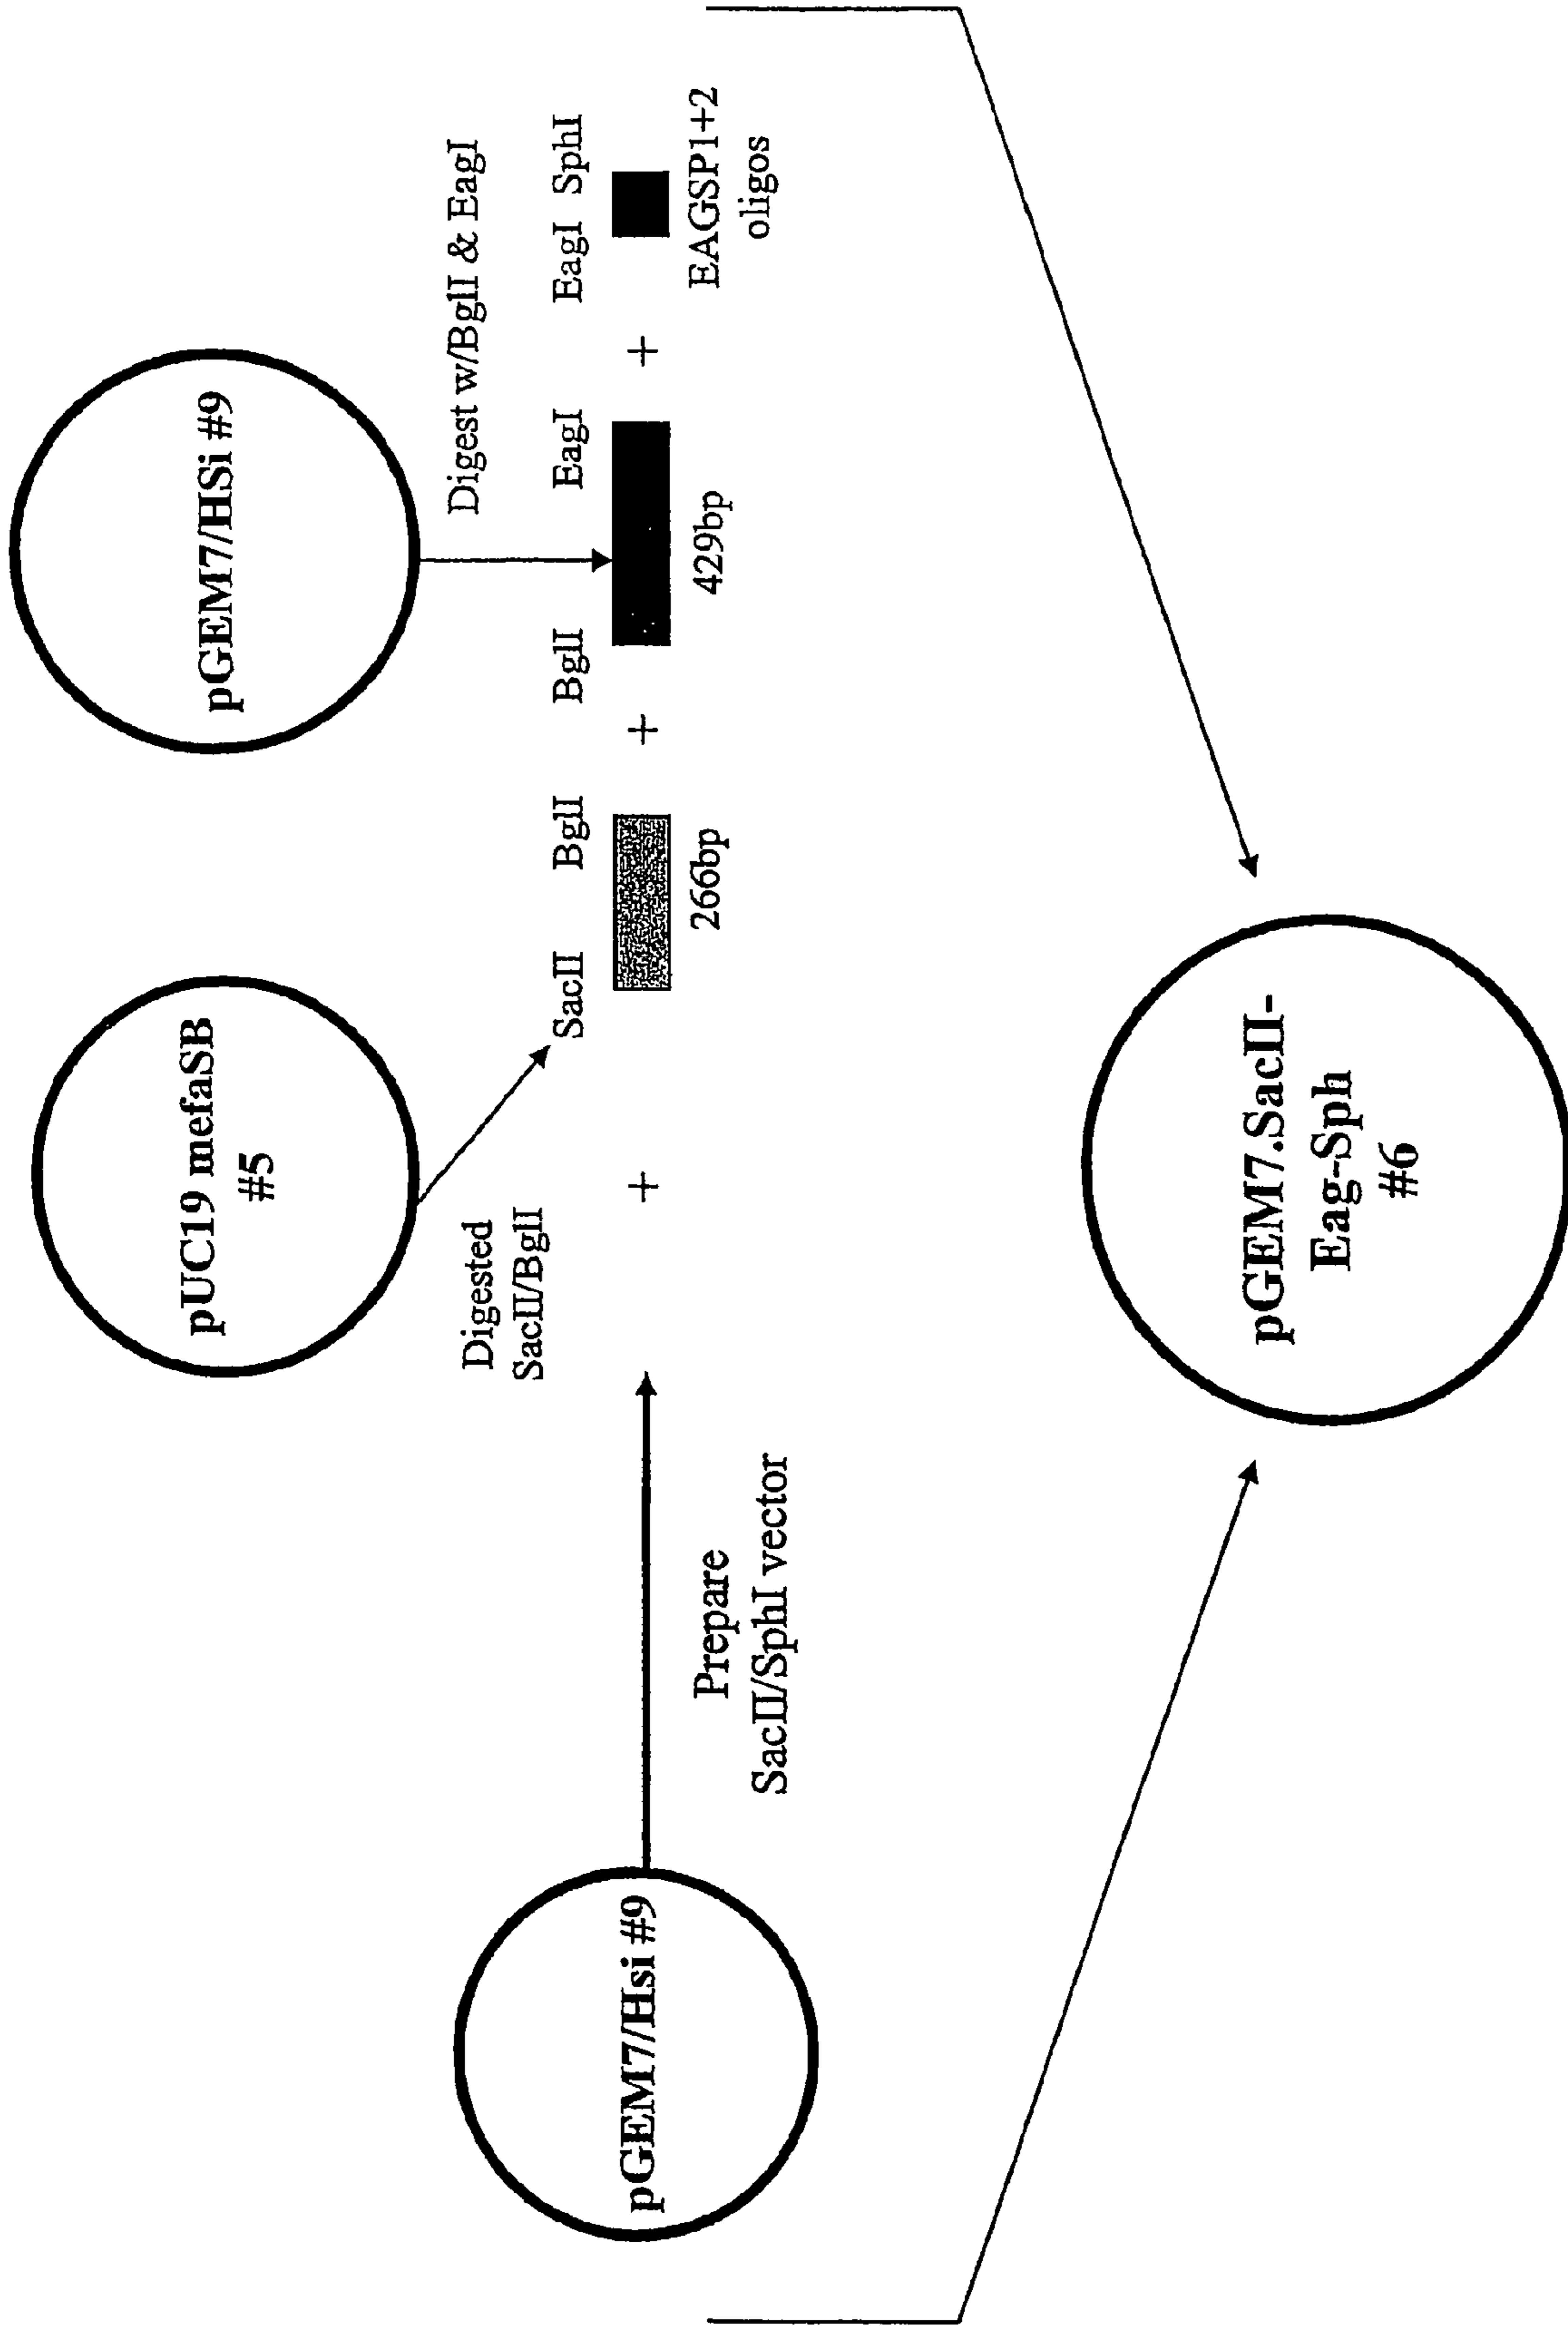 pGEM7/HSi #9
pUC19 mefaSB
#5
Digest w/BglI & EagI
Digested
SacII/BglI
SacII
BglI
BglI
EagI
EagI
SphI
+
+
+
266bp
429bp
EAGSP1+2
oligos
pGEM7/Hsi #9
Prepare
SacII/SphI vector
pGEM7.SacII-
Eag-Sph
#6